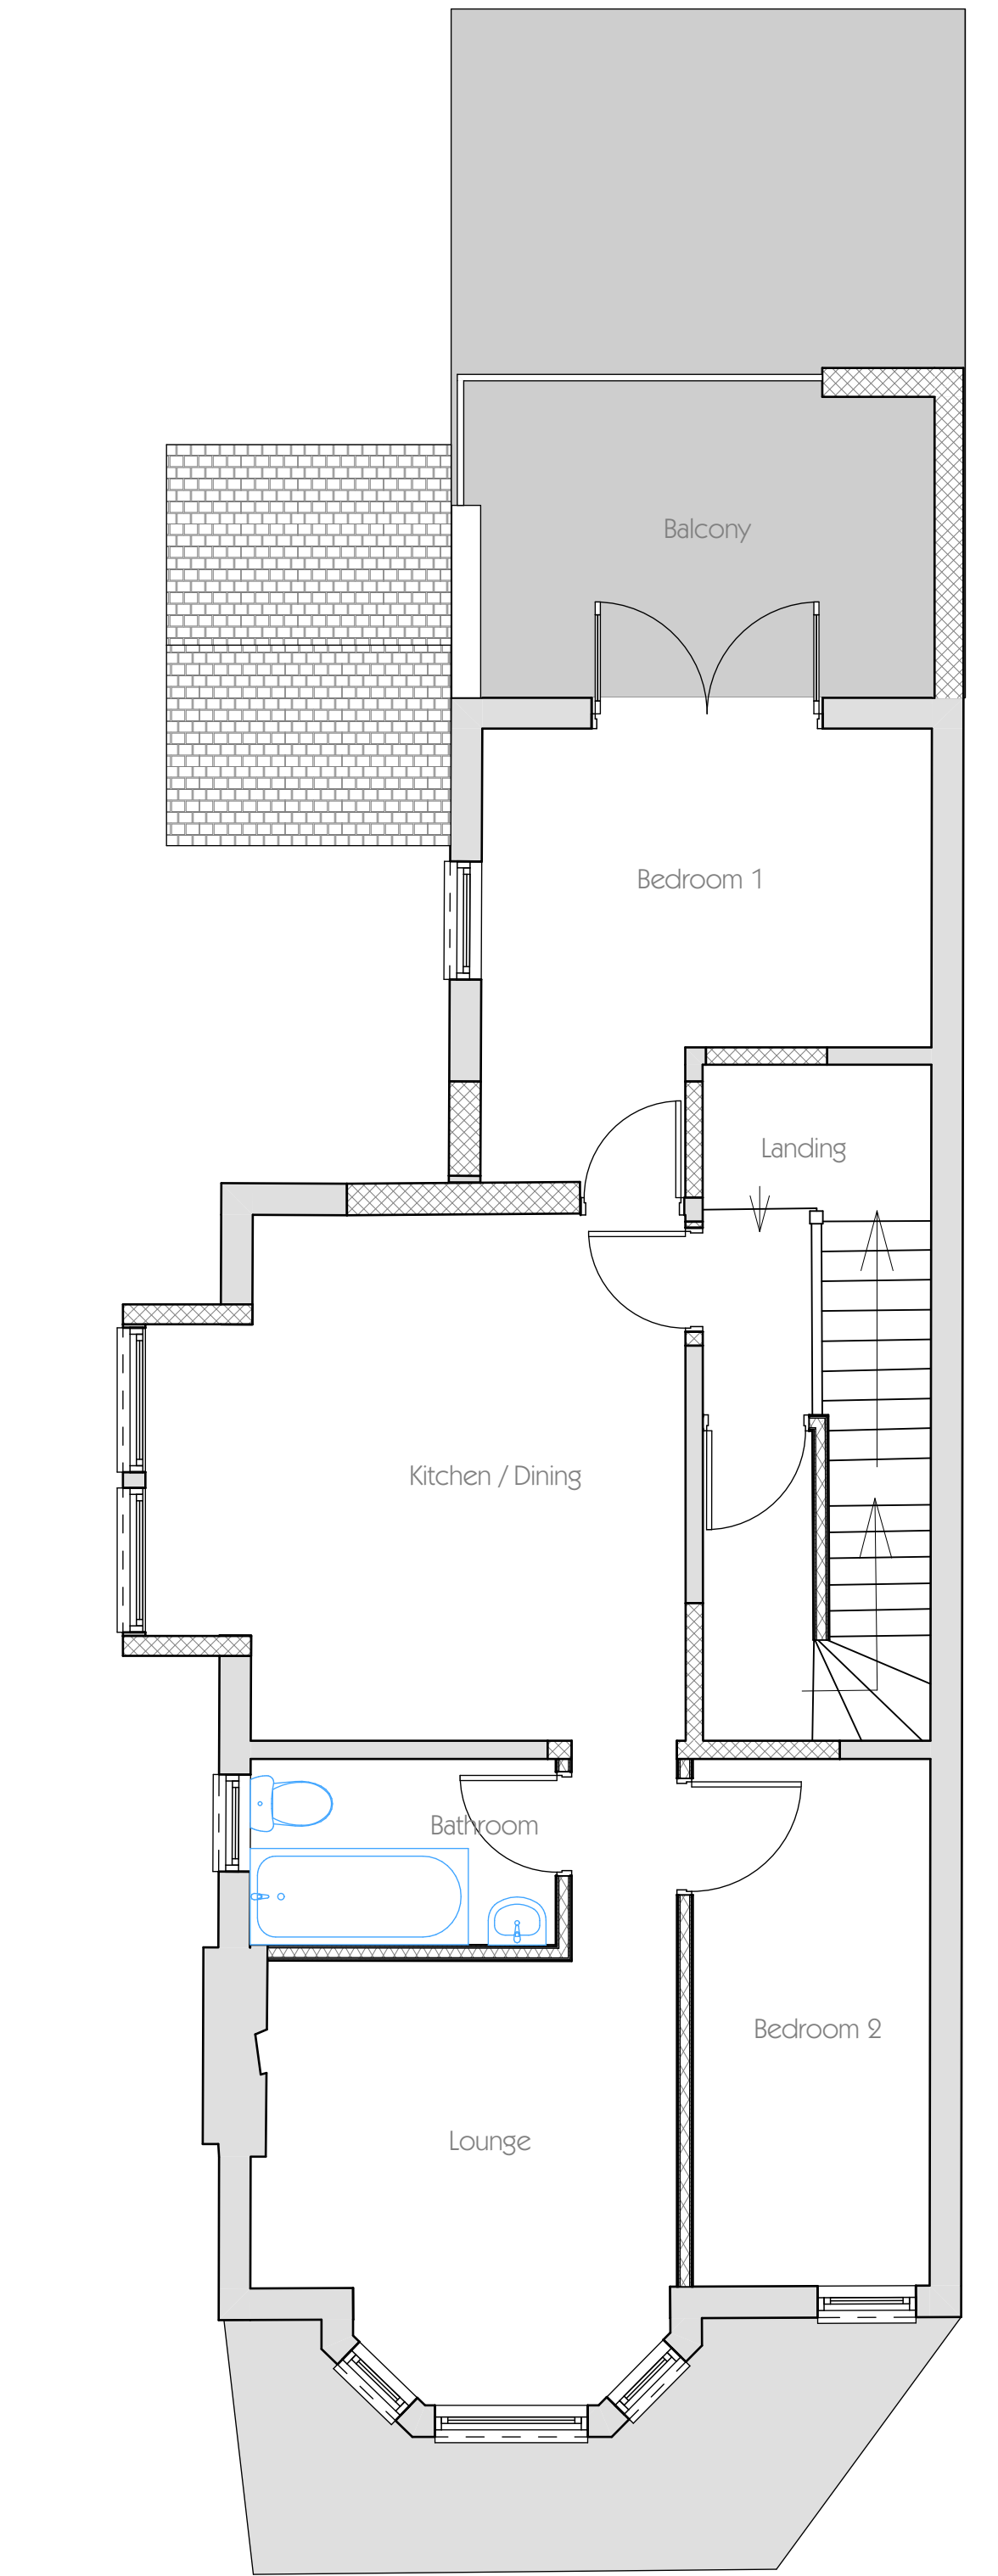 Balcony
Bedroom 1
Landing
Kitchen / Dining
Bathroom
Bedroom 2
Lounge